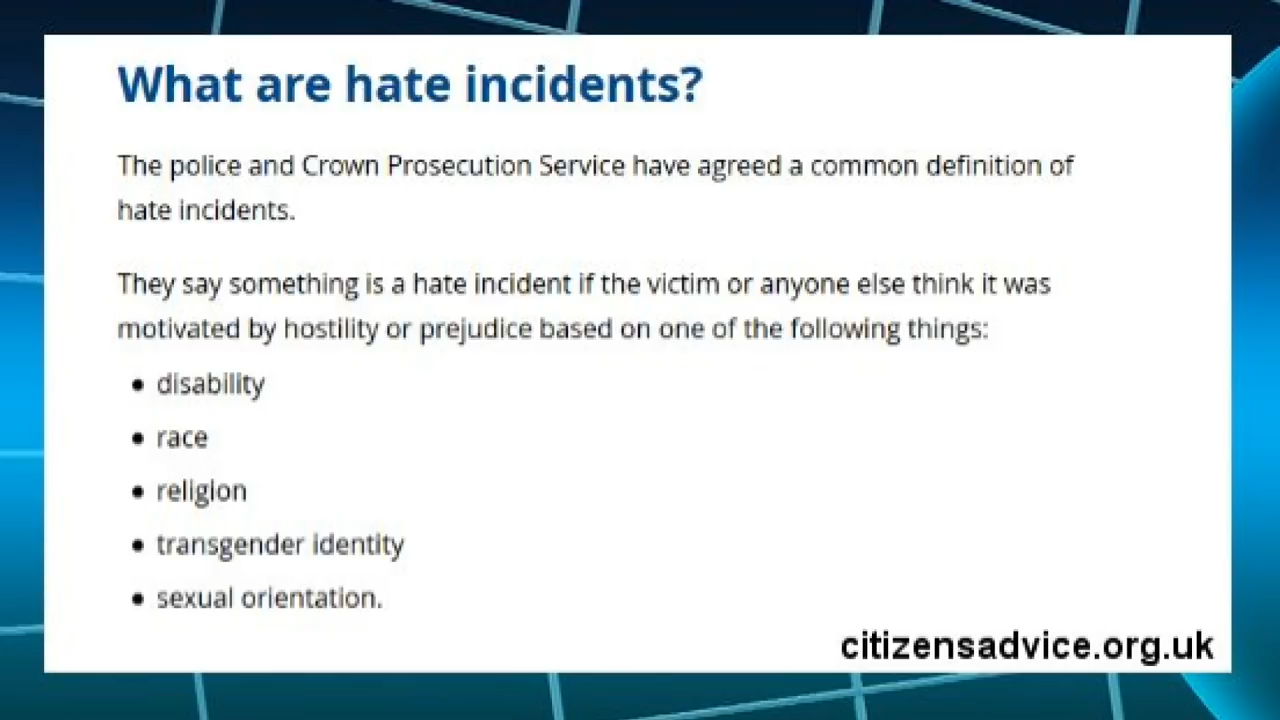 What are hate incidents?
The police and Crown Prosecution Service have agreed a common definition of
hate incidents.
They say something is a hate incident if the victim or anyone else think it was
motivated by hostility or prejudice based on one of the following things:
• disability
• race
• religion
• transgender identity
• sexual orientation.
citizensadvice.org.uk